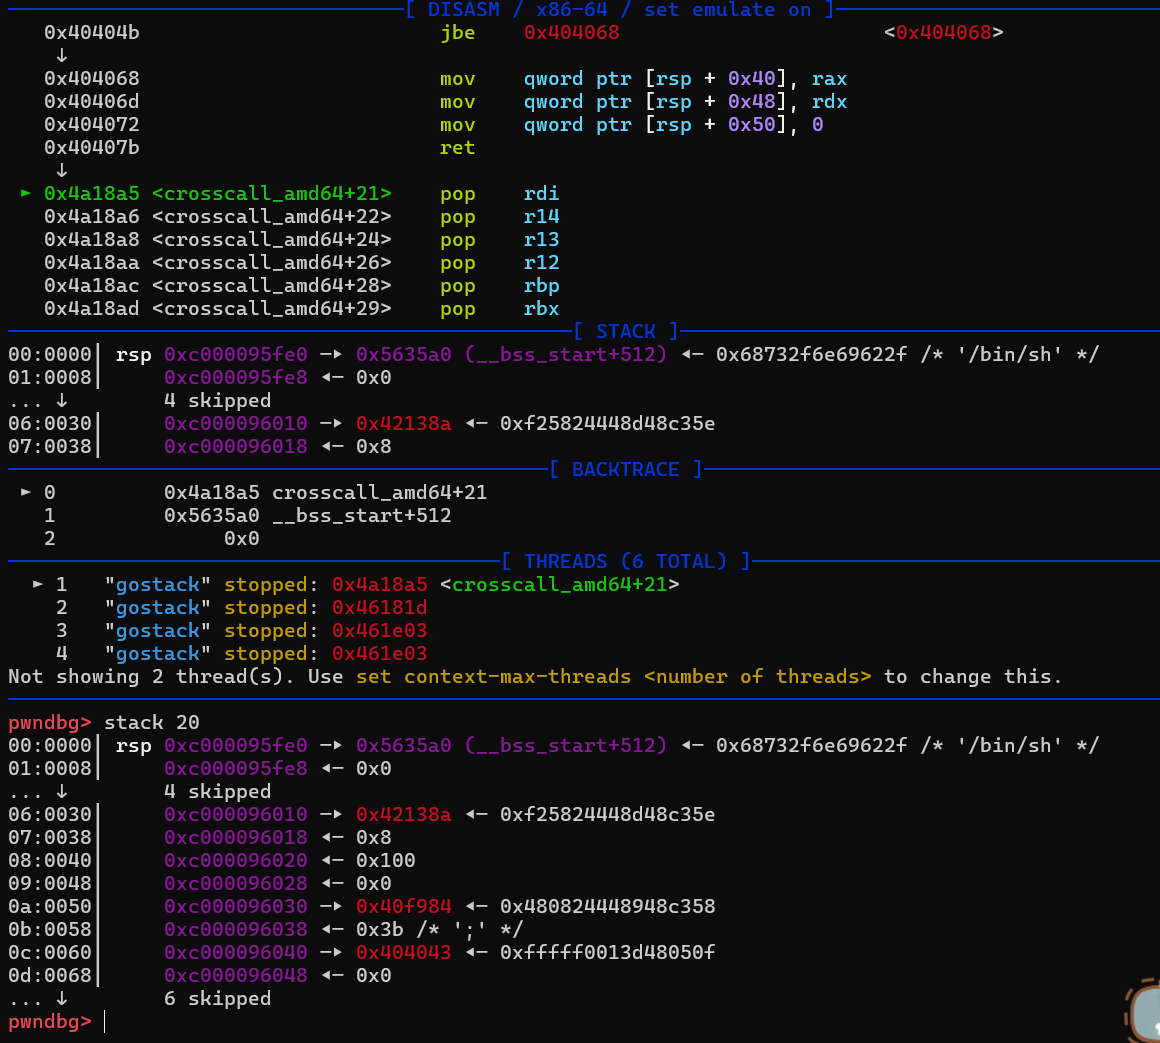 [ DISASM / x86-64 / set emulate on ]
0x40404b jbe 0x404068 <0x404068>
↓
0x404068 mov qword ptr [rsp + 0x40], rax
0x40406d mov qword ptr [rsp + 0x48], rdx
0x404072 mov qword ptr [rsp + 0x50], 0
0x40407b ret
↓
► 0x4a18a5 <crosscall_amd64+21> pop rdi
0x4a18a6 <crosscall_amd64+22> pop r14
0x4a18a8 <crosscall_amd64+24> pop r13
0x4a18aa <crosscall_amd64+26> pop r12
0x4a18ac <crosscall_amd64+28> pop rbp
0x4a18ad <crosscall_amd64+29> pop rbx
[ STACK ]
00:0000│ rsp 0xc000095fe0 —▸ 0x5635a0 (__bss_start+512) ◂— 0x68732f6e69622f /* '/bin/sh' */
01:0008│ 0xc000095fe8 ◂— 0x0
... ↓ 4 skipped
06:0030│ 0xc000096010 —▸ 0x42138a ◂— 0xf25824448d48c35e
07:0038│ 0xc000096018 ◂— 0x8
[ BACKTRACE ]
► 0 0x4a18a5 crosscall_amd64+21
1 0x5635a0 __bss_start+512
2 0x0
[ THREADS (6 TOTAL) ]
► 1 "gostack" stopped: 0x4a18a5 <crosscall_amd64+21>
2 "gostack" stopped: 0x46181d
3 "gostack" stopped: 0x461e03
4 "gostack" stopped: 0x461e03
Not showing 2 thread(s). Use set context-max-threads <number of threads> to change this.
pwndbg> stack 20
00:0000│ rsp 0xc000095fe0 —▸ 0x5635a0 (__bss_start+512) ◂— 0x68732f6e69622f /* '/bin/sh' */
01:0008│ 0xc000095fe8 ◂— 0x0
... ↓ 4 skipped
06:0030│ 0xc000096010 —▸ 0x42138a ◂— 0xf25824448d48c35e
07:0038│ 0xc000096018 ◂— 0x8
08:0040│ 0xc000096020 ◂— 0x100
09:0048│ 0xc000096028 ◂— 0x0
0a:0050│ 0xc000096030 —▸ 0x40f984 ◂— 0x480824448948c358
0b:0058│ 0xc000096038 ◂— 0x3b /* ';' */
0c:0060│ 0xc000096040 —▸ 0x404043 ◂— 0xfffff0013d48050f
0d:0068│ 0xc000096048 ◂— 0x0
... ↓ 6 skipped
pwndbg>